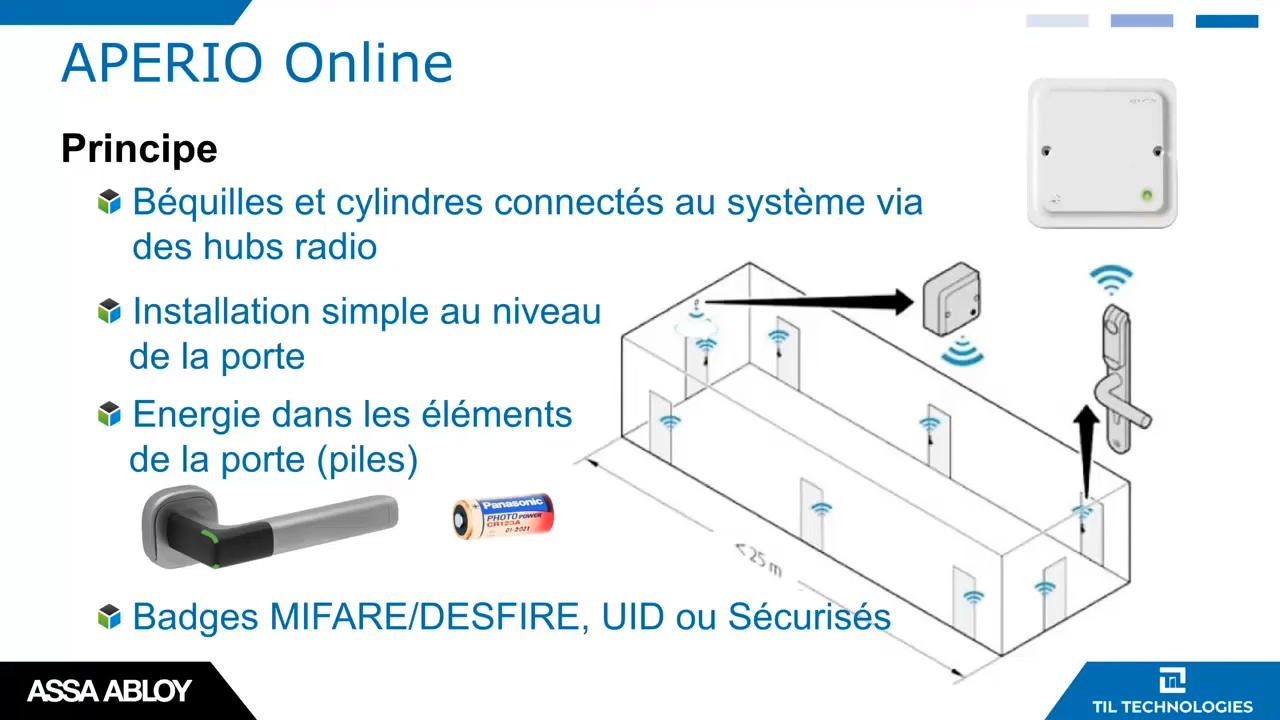 APERIO Online
Principe
Béquilles et cylindres connectés au système via
des hubs radio
Installation simple au niveau
de la porte
Energie dans les éléments
de la porte (piles)
Panasonic
PHOTO POWER
CR123A
01-2021
< 25 m
Badges MIFARE/DESFIRE, UID ou Sécurisés
ASSA ABLOY
TIL TECHNOLOGIES